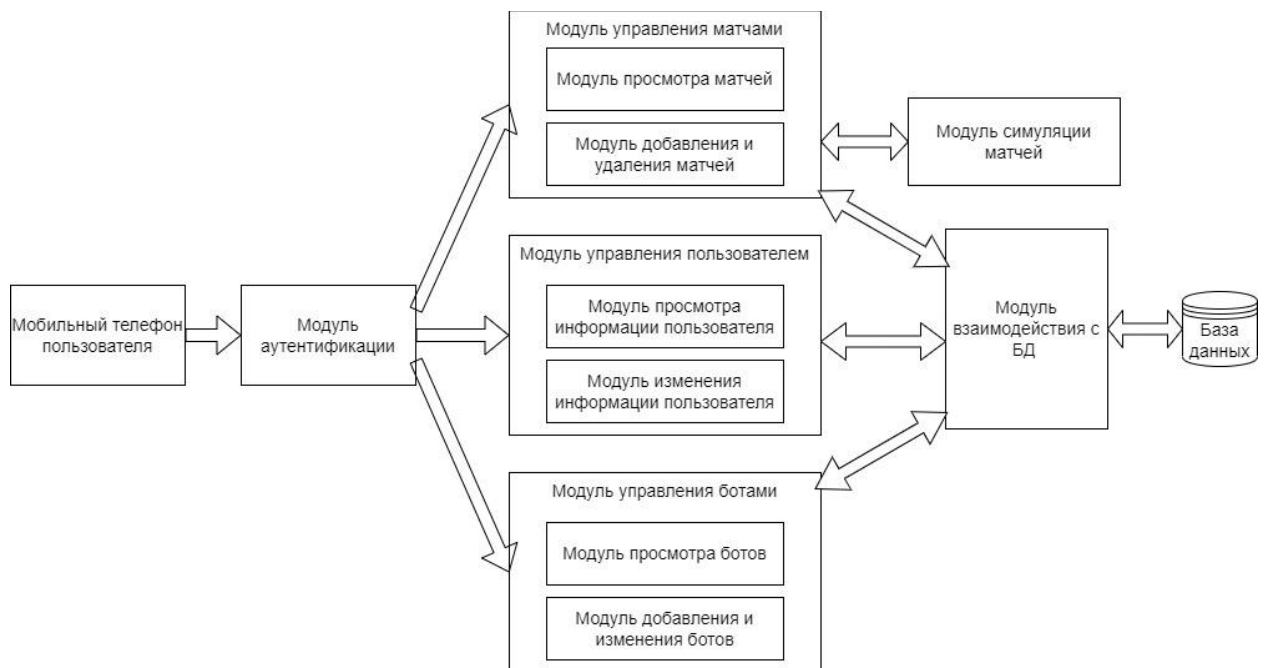 Модуль управления матчами
Модуль просмотра матчей
Модуль добавления и
удаления матчей
Модуль симуляции
матчей
Модуль управления пользователем
Модуль просмотра
информации пользователя
Модуль изменения
информации пользователя
Мобильный телефон
пользователя
Модуль
аутентификации
Модуль
взаимодействия с
БД
База
данных
Модуль управления ботами
Модуль просмотра ботов
Модуль добавления и
изменения ботов